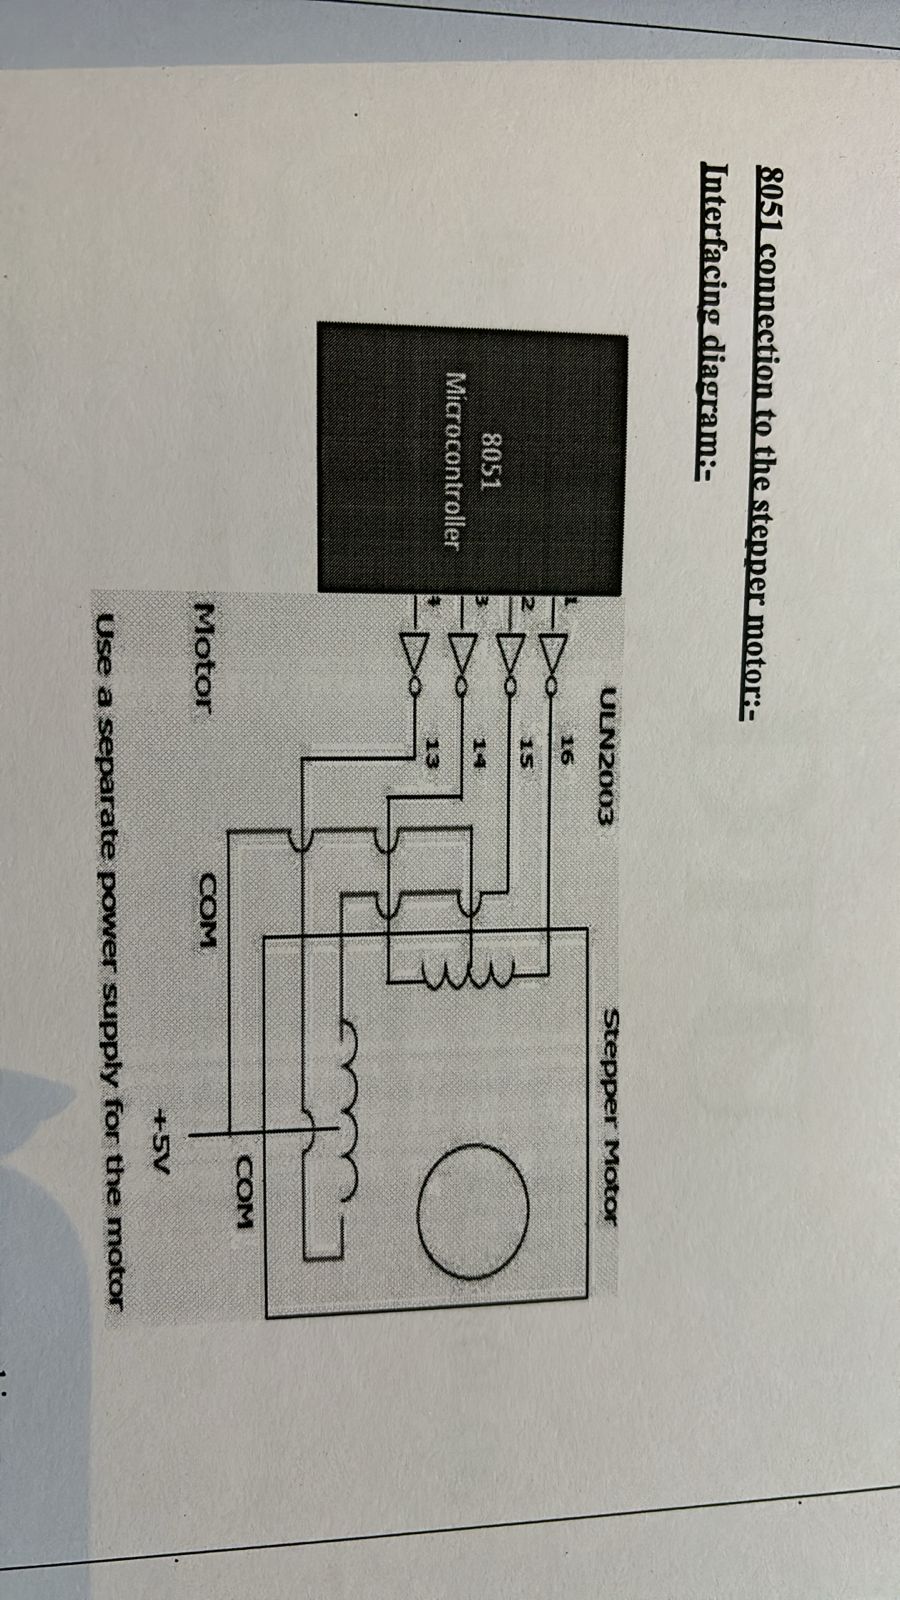 8051 connection to the stepper motor:-
Interfacing diagram:-
ULN2003
Stepper Motor
8051
Microcontroller
1
16
2
15
3
14
4
13
Motor
COM
COM
+5V
Use a separate power supply for the motor